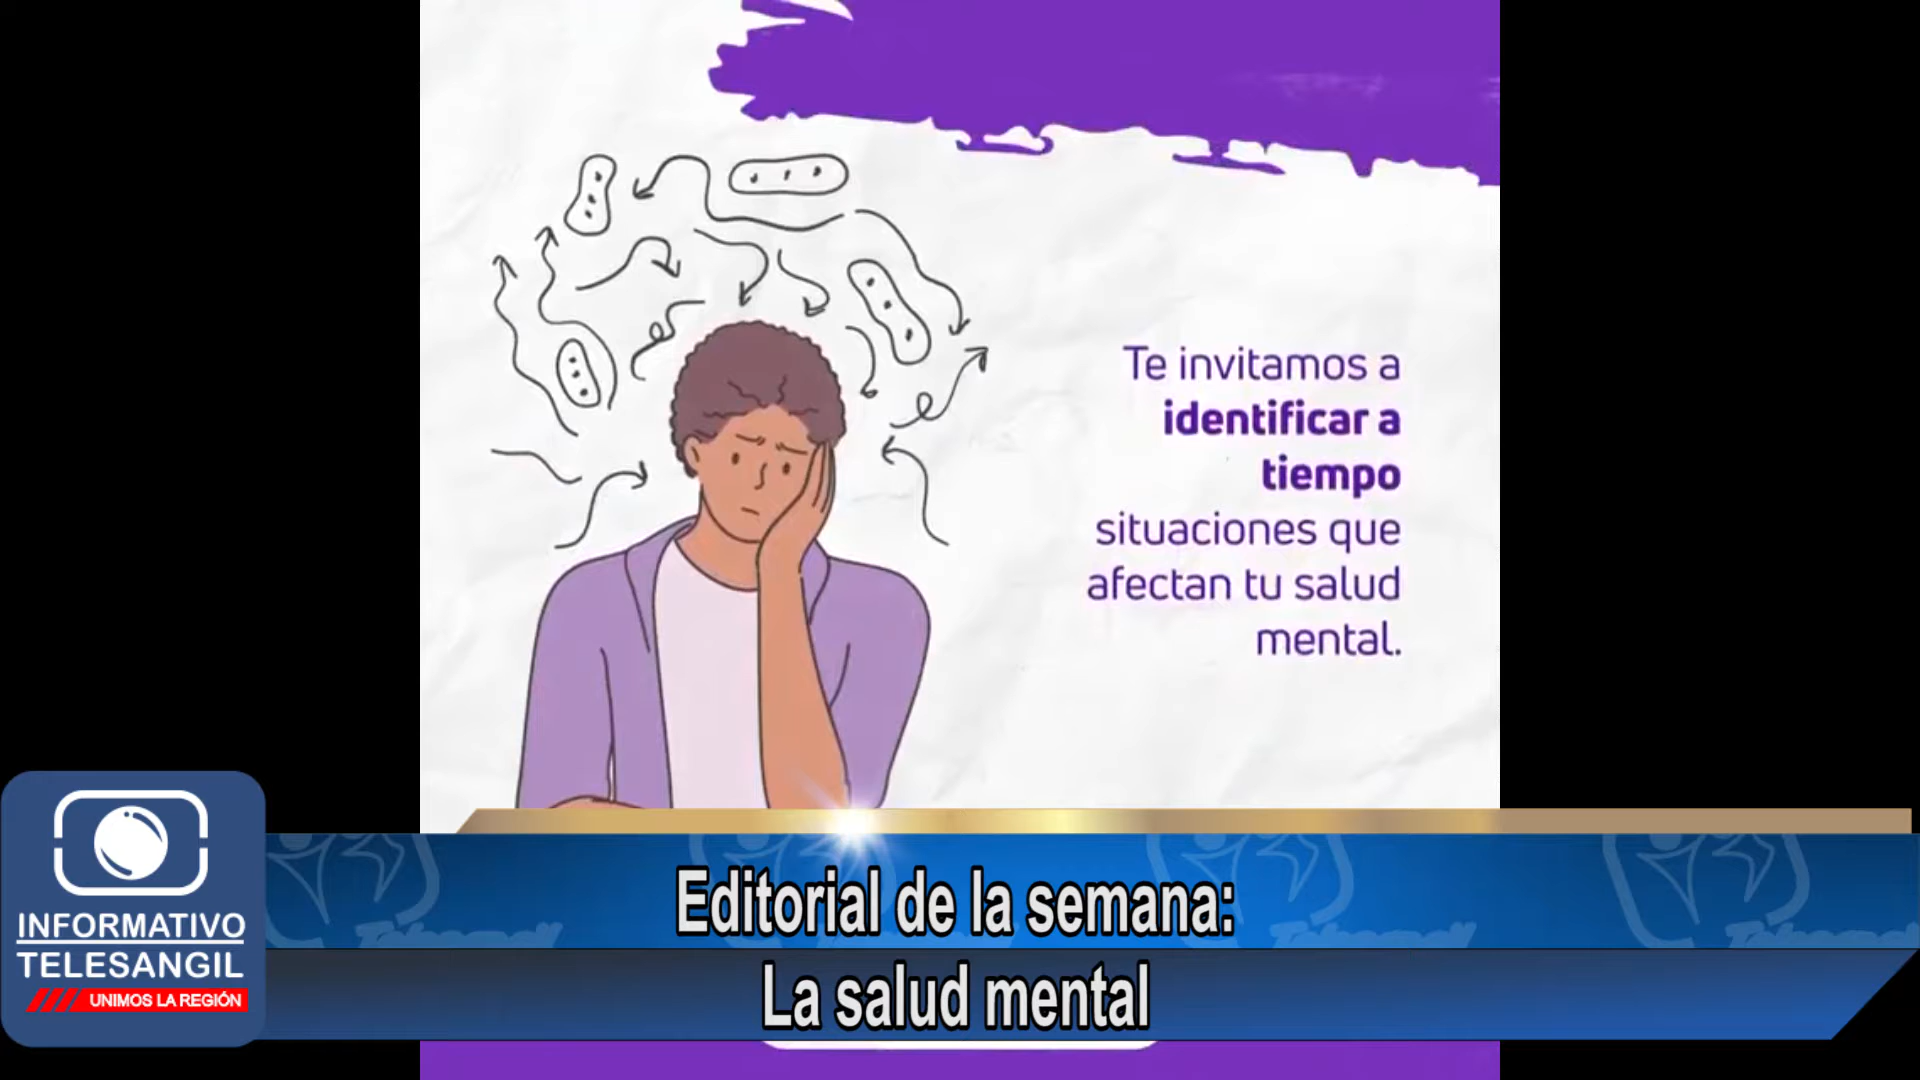 Te invitamos a
identificar a
tiempo
situaciones que
afectan tu salud
mental.
Editorial de la semana:
La salud mental
INFORMATIVO
TELESANGIL
UNIMOS LA REGIÓN